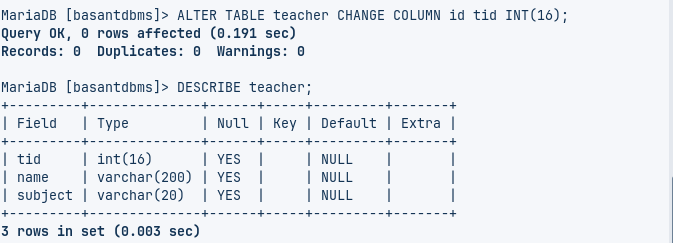 MariaDB [basantdbms]> ALTER TABLE teacher CHANGE COLUMN id tid INT(16);
Query OK, 0 rows affected (0.191 sec)
Records: 0  Duplicates: 0  Warnings: 0

MariaDB [basantdbms]> DESCRIBE teacher;
+---------+--------------+------+-----+---------+-------+
| Field   | Type         | Null | Key | Default | Extra |
+---------+--------------+------+-----+---------+-------+
| tid     | int(16)      | YES  |     | NULL    |       |
| name    | varchar(200) | YES  |     | NULL    |       |
| subject | varchar(20)  | YES  |     | NULL    |       |
+---------+--------------+------+-----+---------+-------+
3 rows in set (0.003 sec)